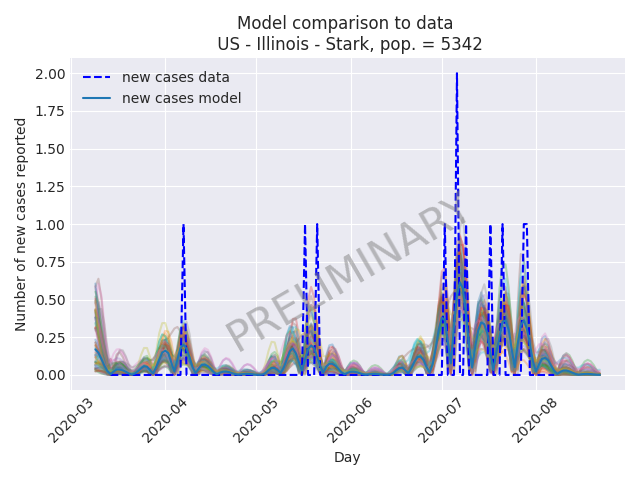 Model comparison to data
US - Illinois - Stark, pop. = 5342
new cases data
new cases model
Number of new cases reported
2.00
1.75
1.50
1.25
1.00
0.75
0.50
0.25
0.00
PRELIMINARY
2020-03
2020-04
2020-05
2020-06
2020-07
2020-08
Day